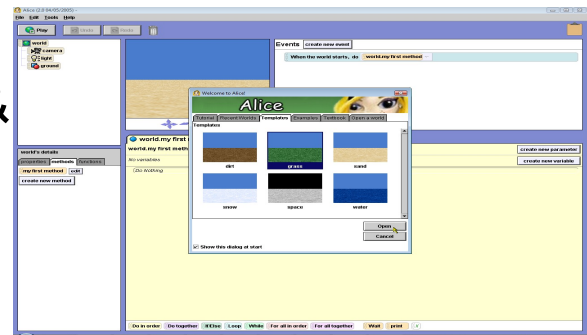 &
Alice (2.0 04/05/2005) -
File Edit Tools Help
Play Undo Redo
world
camera
light
ground
Events create new event
When the world starts, do world.my first method
Welcome to Alice!
Alice
Tutorial Recent Worlds Templates Examples Textbook Open a world
Templates
dirt grass sand
snow space water
Open
Cancel
Show this dialog at start
world's details
properties methods functions
my first method edit
create new method
world.my first
world.my first meth
No variables
create new parameter
create new variable
Do Nothing
Do in order Do together If/Else Loop While For all in order For all together Wait print //